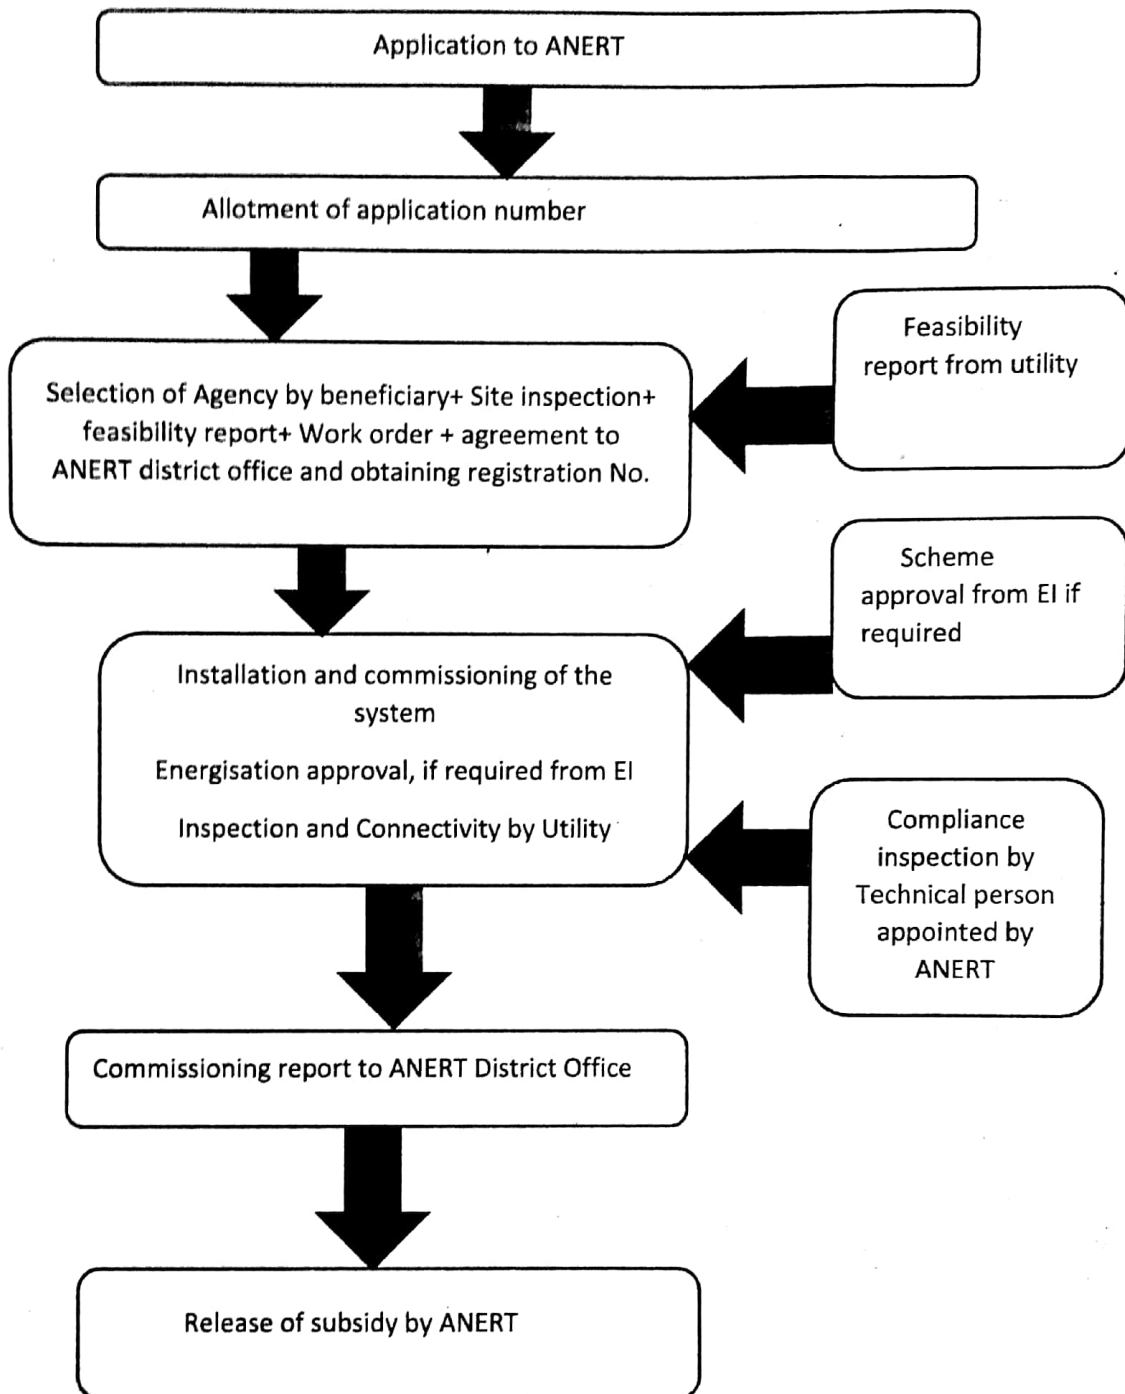 Application to ANERT
Allotment of application number
Feasibility
report from utility
Selection of Agency by beneficiary+ Site inspection+
feasibility report+ Work order + agreement to
ANERT district office and obtaining registration No.
Scheme
approval from EI if
required
Installation and commissioning of the
system
Energisation approval, if required from EI
Inspection and Connectivity by Utility
Compliance
inspection by
Technical person
appointed by
ANERT
Commissioning report to ANERT District Office
Release of subsidy by ANERT